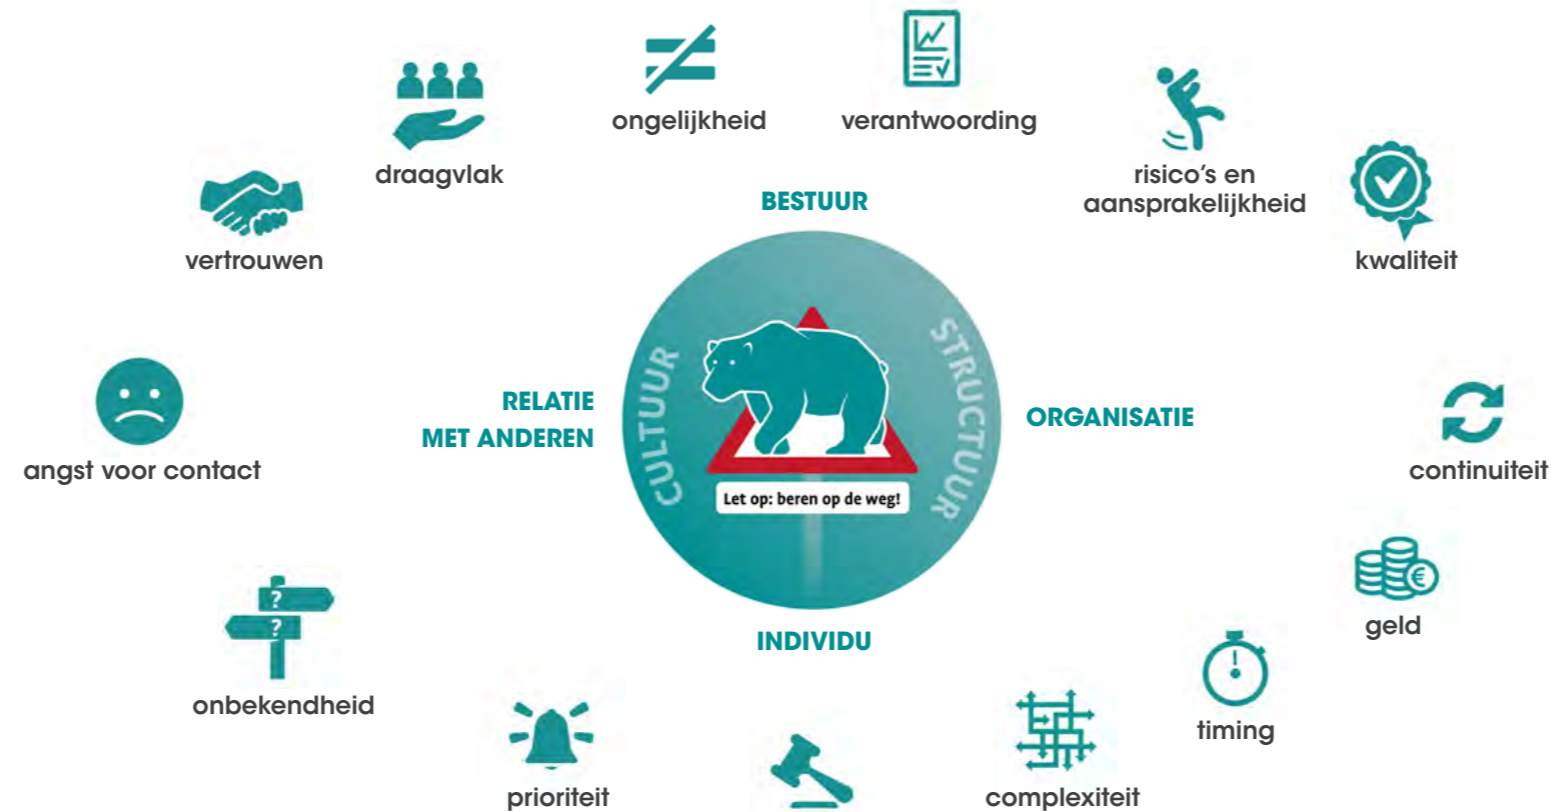 ongelijkheid
verantwoording
draagvlak
risico's en
aansprakelijkheid
BESTUUR
vertrouwen
kwaliteit
CULTUUR
STRUCTUUR
RELATIE
MET ANDEREN
ORGANISATIE
angst voor contact
continuiteit
Let op: beren op de weg!
geld
INDIVIDU
?
?
onbekendheid
timing
prioriteit
complexiteit